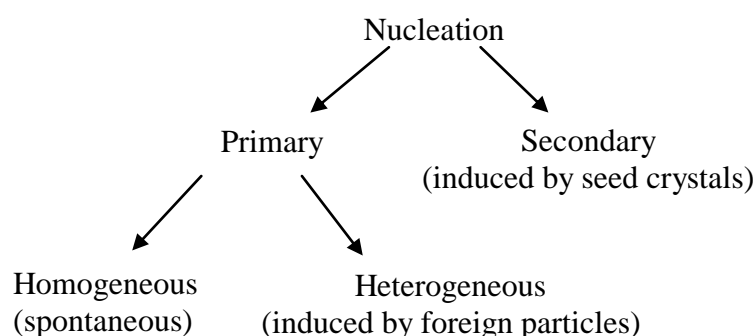 Nucleation
Primary
Secondary
(induced by seed crystals)
Homogeneous
(spontaneous)
Heterogeneous
(induced by foreign particles)